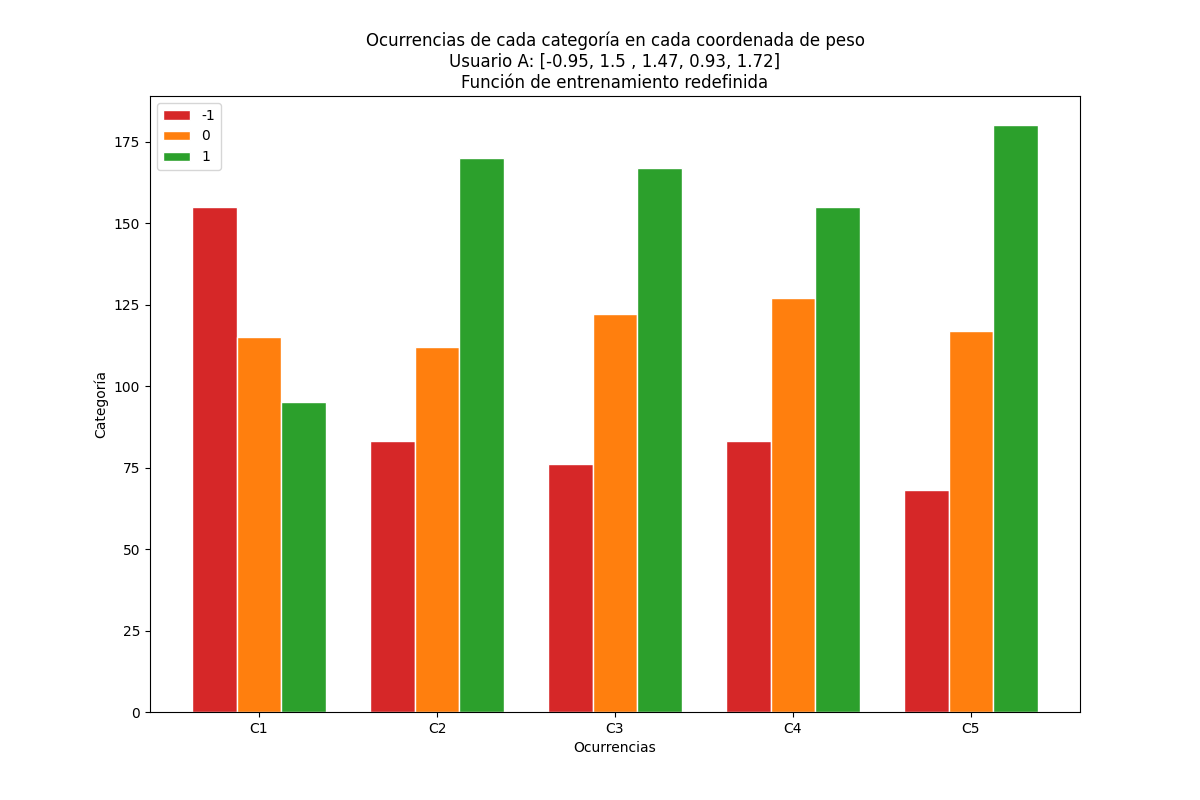 Ocurrencias de cada categoría en cada coordenada de peso
Usuario A: [-0.95, 1.5 , 1.47, 0.93, 1.72]
Función de entrenamiento redefinida
-1
0
1
175
150
125
100
75
50
25
0
Categoría
C1 C2 C3 C4 C5
Ocurrencias